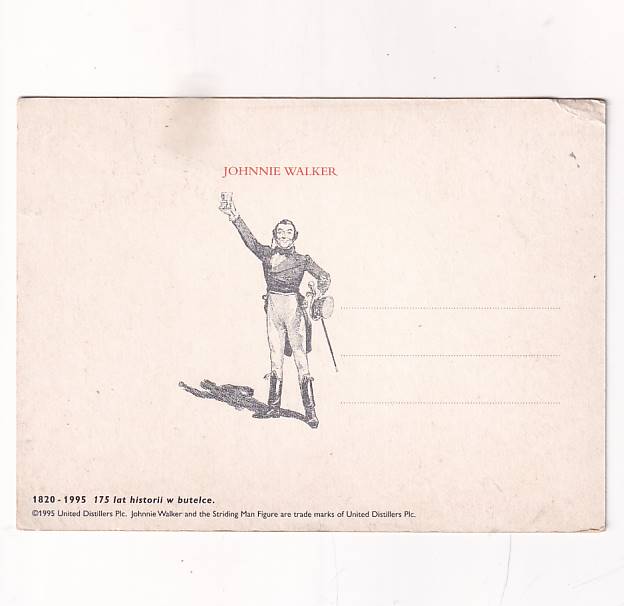 JOHNNIE WALKER
1820 - 1995 175 lat historii w butelce.
©1995 United Distillers Plc. Johnnie Walker and the Striding Man Figure are trade marks of United Distillers Plc.